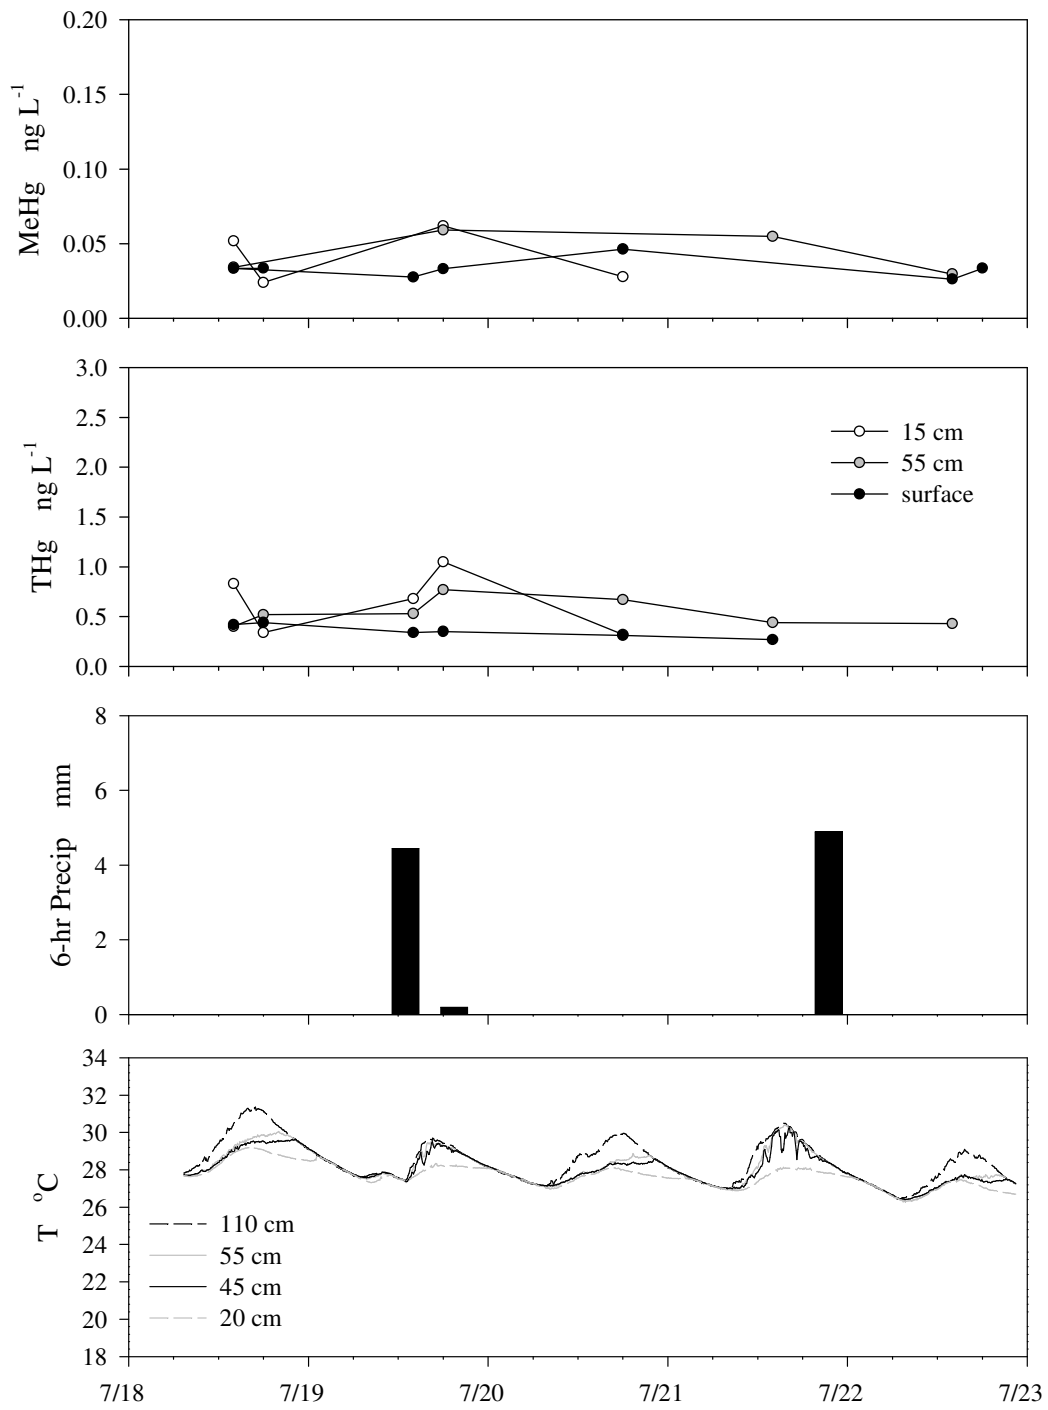 0.20
0.15
0.10
0.05
0.00
MeHg ng L⁻¹
3.0
2.5
2.0
1.5
1.0
0.5
0.0
THg ng L⁻¹
15 cm
55 cm
surface
8
6
4
2
0
6-hr Precip mm
34
32
30
28
26
24
22
20
18
T °C
110 cm
55 cm
45 cm
20 cm
7/18 7/19 7/20 7/21 7/22 7/23